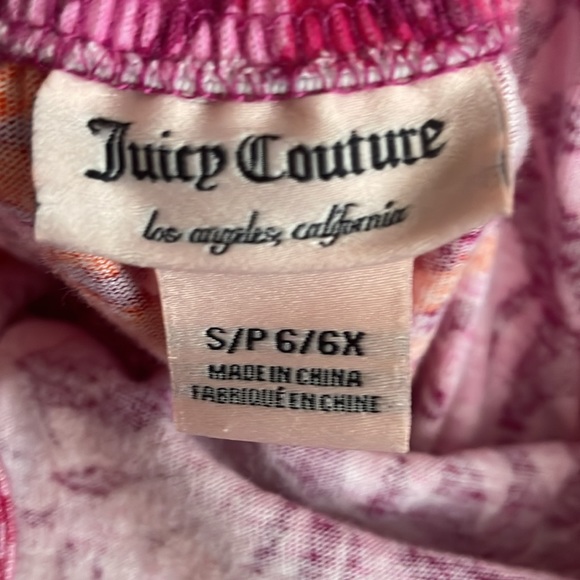 Juicy Couture
los angeles, california
S/P 6/6X
MADE IN CHINA
FABRIQUÉ EN CHINE